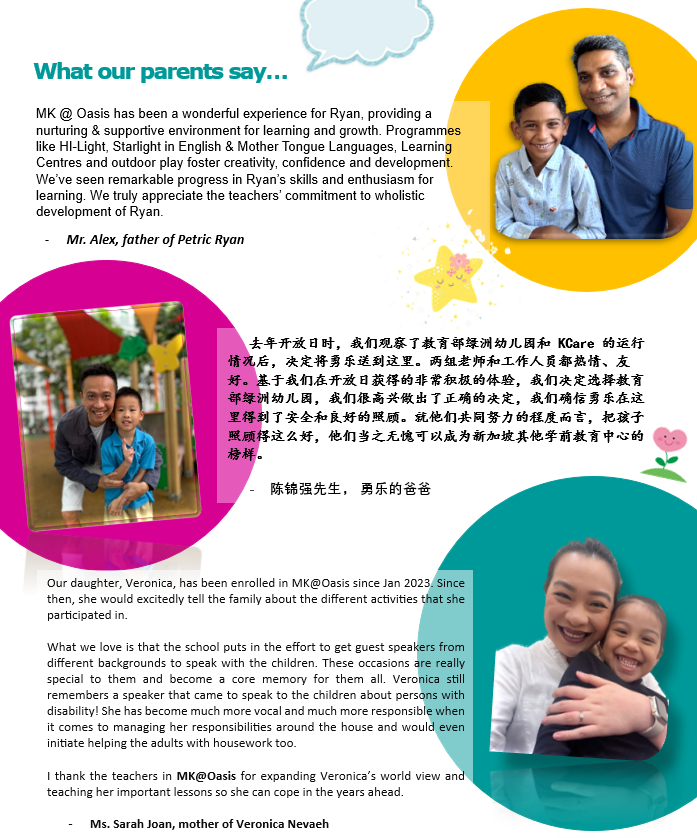 What our parents say...
MK @ Oasis has been a wonderful experience for Ryan, providing a
nurturing & supportive environment for learning and growth. Programmes
like HI-Light, Starlight in English & Mother Tongue Languages, Learning
Centres and outdoor play foster creativity, confidence and development.
We've seen remarkable progress in Ryan's skills and enthusiasm for
learning. We truly appreciate the teachers' commitment to wholistic
development of Ryan.
- Mr. Alex, father of Petric Ryan
去年开放日时，我们观察了教育部绿洲幼儿园和 KCare 的运行
情况后，决定将勇乐送到这里。两组老师和工作人员都热情、友
好。基于我们在开放日获得的非常积极的体验，我们决定选择教育
部绿洲幼儿园，我们很高兴做出了正确的决定，我们确信勇乐在这
里得到了安全和良好的照顾。就他们共同努力的程度而言，把孩子
照顾得这么好，他们当之无愧可以成为新加坡其他学前教育中心的
榜样。
- 陈锦强先生， 勇乐的爸爸
Our daughter, Veronica, has been enrolled in MK@Oasis since Jan 2023. Since
then, she would excitedly tell the family about the different activities that she
participated in.
What we love is that the school puts in the effort to get guest speakers from
different backgrounds to speak with the children. These occasions are really
special to them and become a core memory for them all. Veronica still
remembers a speaker that came to speak to the children about persons with
disability! She has become much more vocal and much more responsible when
it comes to managing her responsibilities around the house and would even
initiate helping the adults with housework too.
I thank the teachers in MK@Oasis for expanding Veronica's world view and
teaching her important lessons so she can cope in the years ahead.
- Ms. Sarah Joan, mother of Veronica Nevaeh